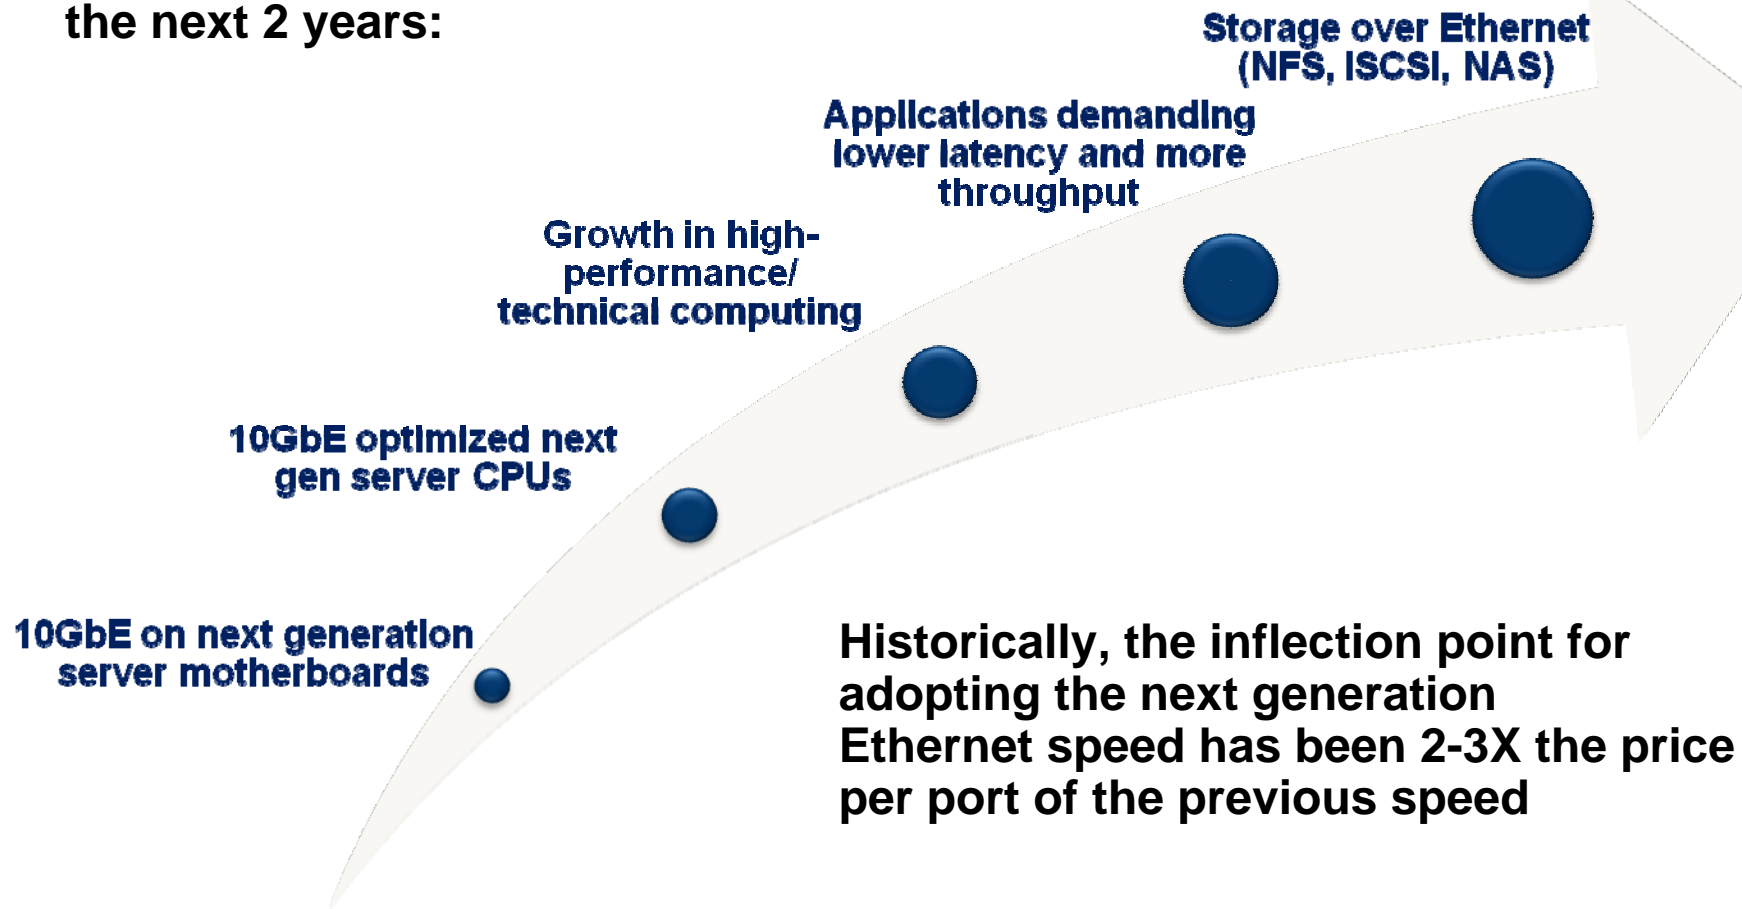 the next 2 years:
Storage over Ethernet
(NFS, ISCSI, NAS)
Applications demanding
lower latency and more
throughput
Growth in high-
performance/
technical computing
10GbE optimized next
gen server CPUs
10GbE on next generation
server motherboards
Historically, the inflection point for
adopting the next generation
Ethernet speed has been 2-3X the price
per port of the previous speed